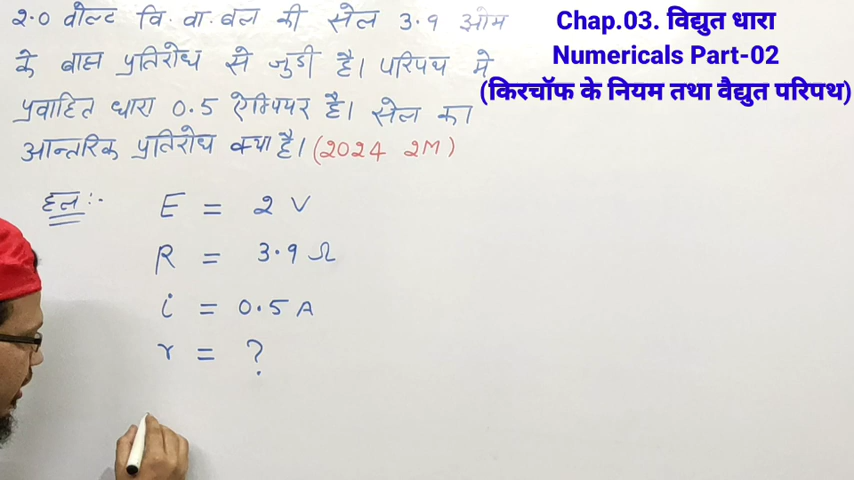 2.0 वोल्ट वि. वा. बल की सेल 3.9 ओम
के बाह्य प्रतिरोध से जुड़ी है। परिपथ में
प्रवाहित धारा 0.5 ऐम्पियर है। सेल का
आन्तरिक प्रतिरोध क्या है। (2024 2M)
Chap.03. विद्युत धारा
Numericals Part-02
(किरचॉफ के नियम तथा वैद्युत परिपथ)
हल :-
E = 2 V
R = 3.9 Ω
i = 0.5 A
r = ?